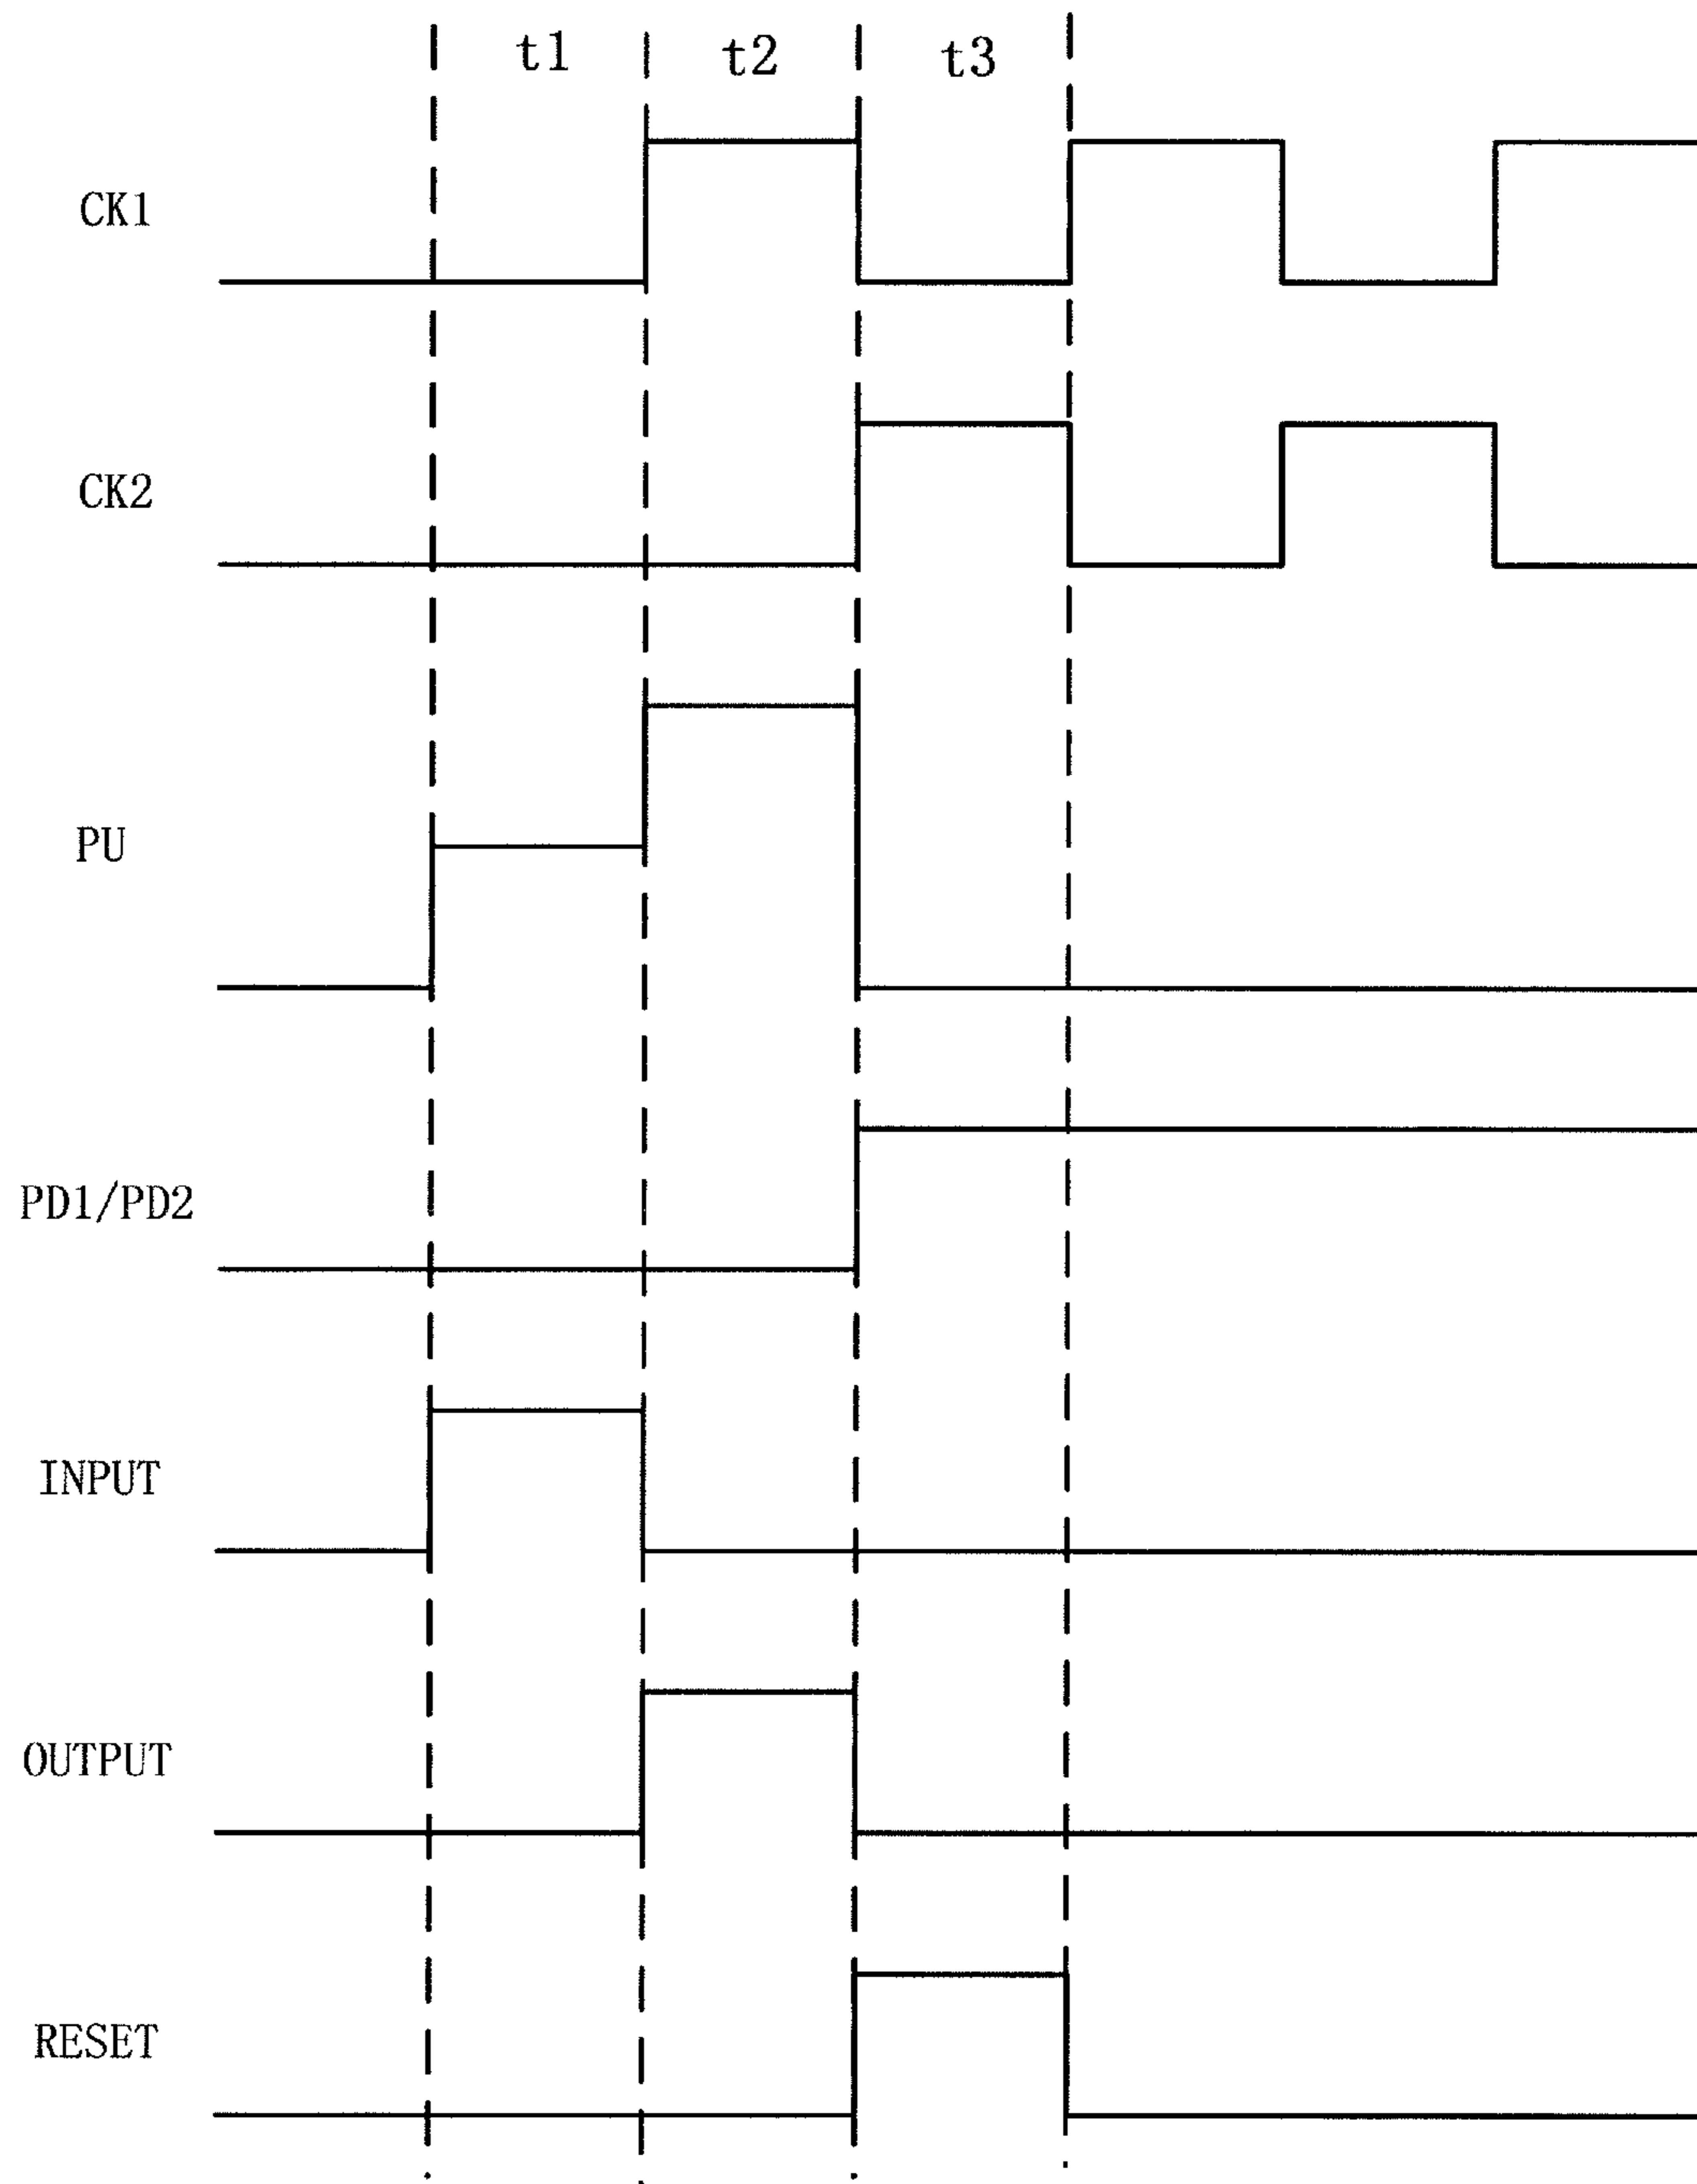 t1 t2 t3
CK1
CK2
PU
PD1/PD2
INPUT
OUTPUT
RESET